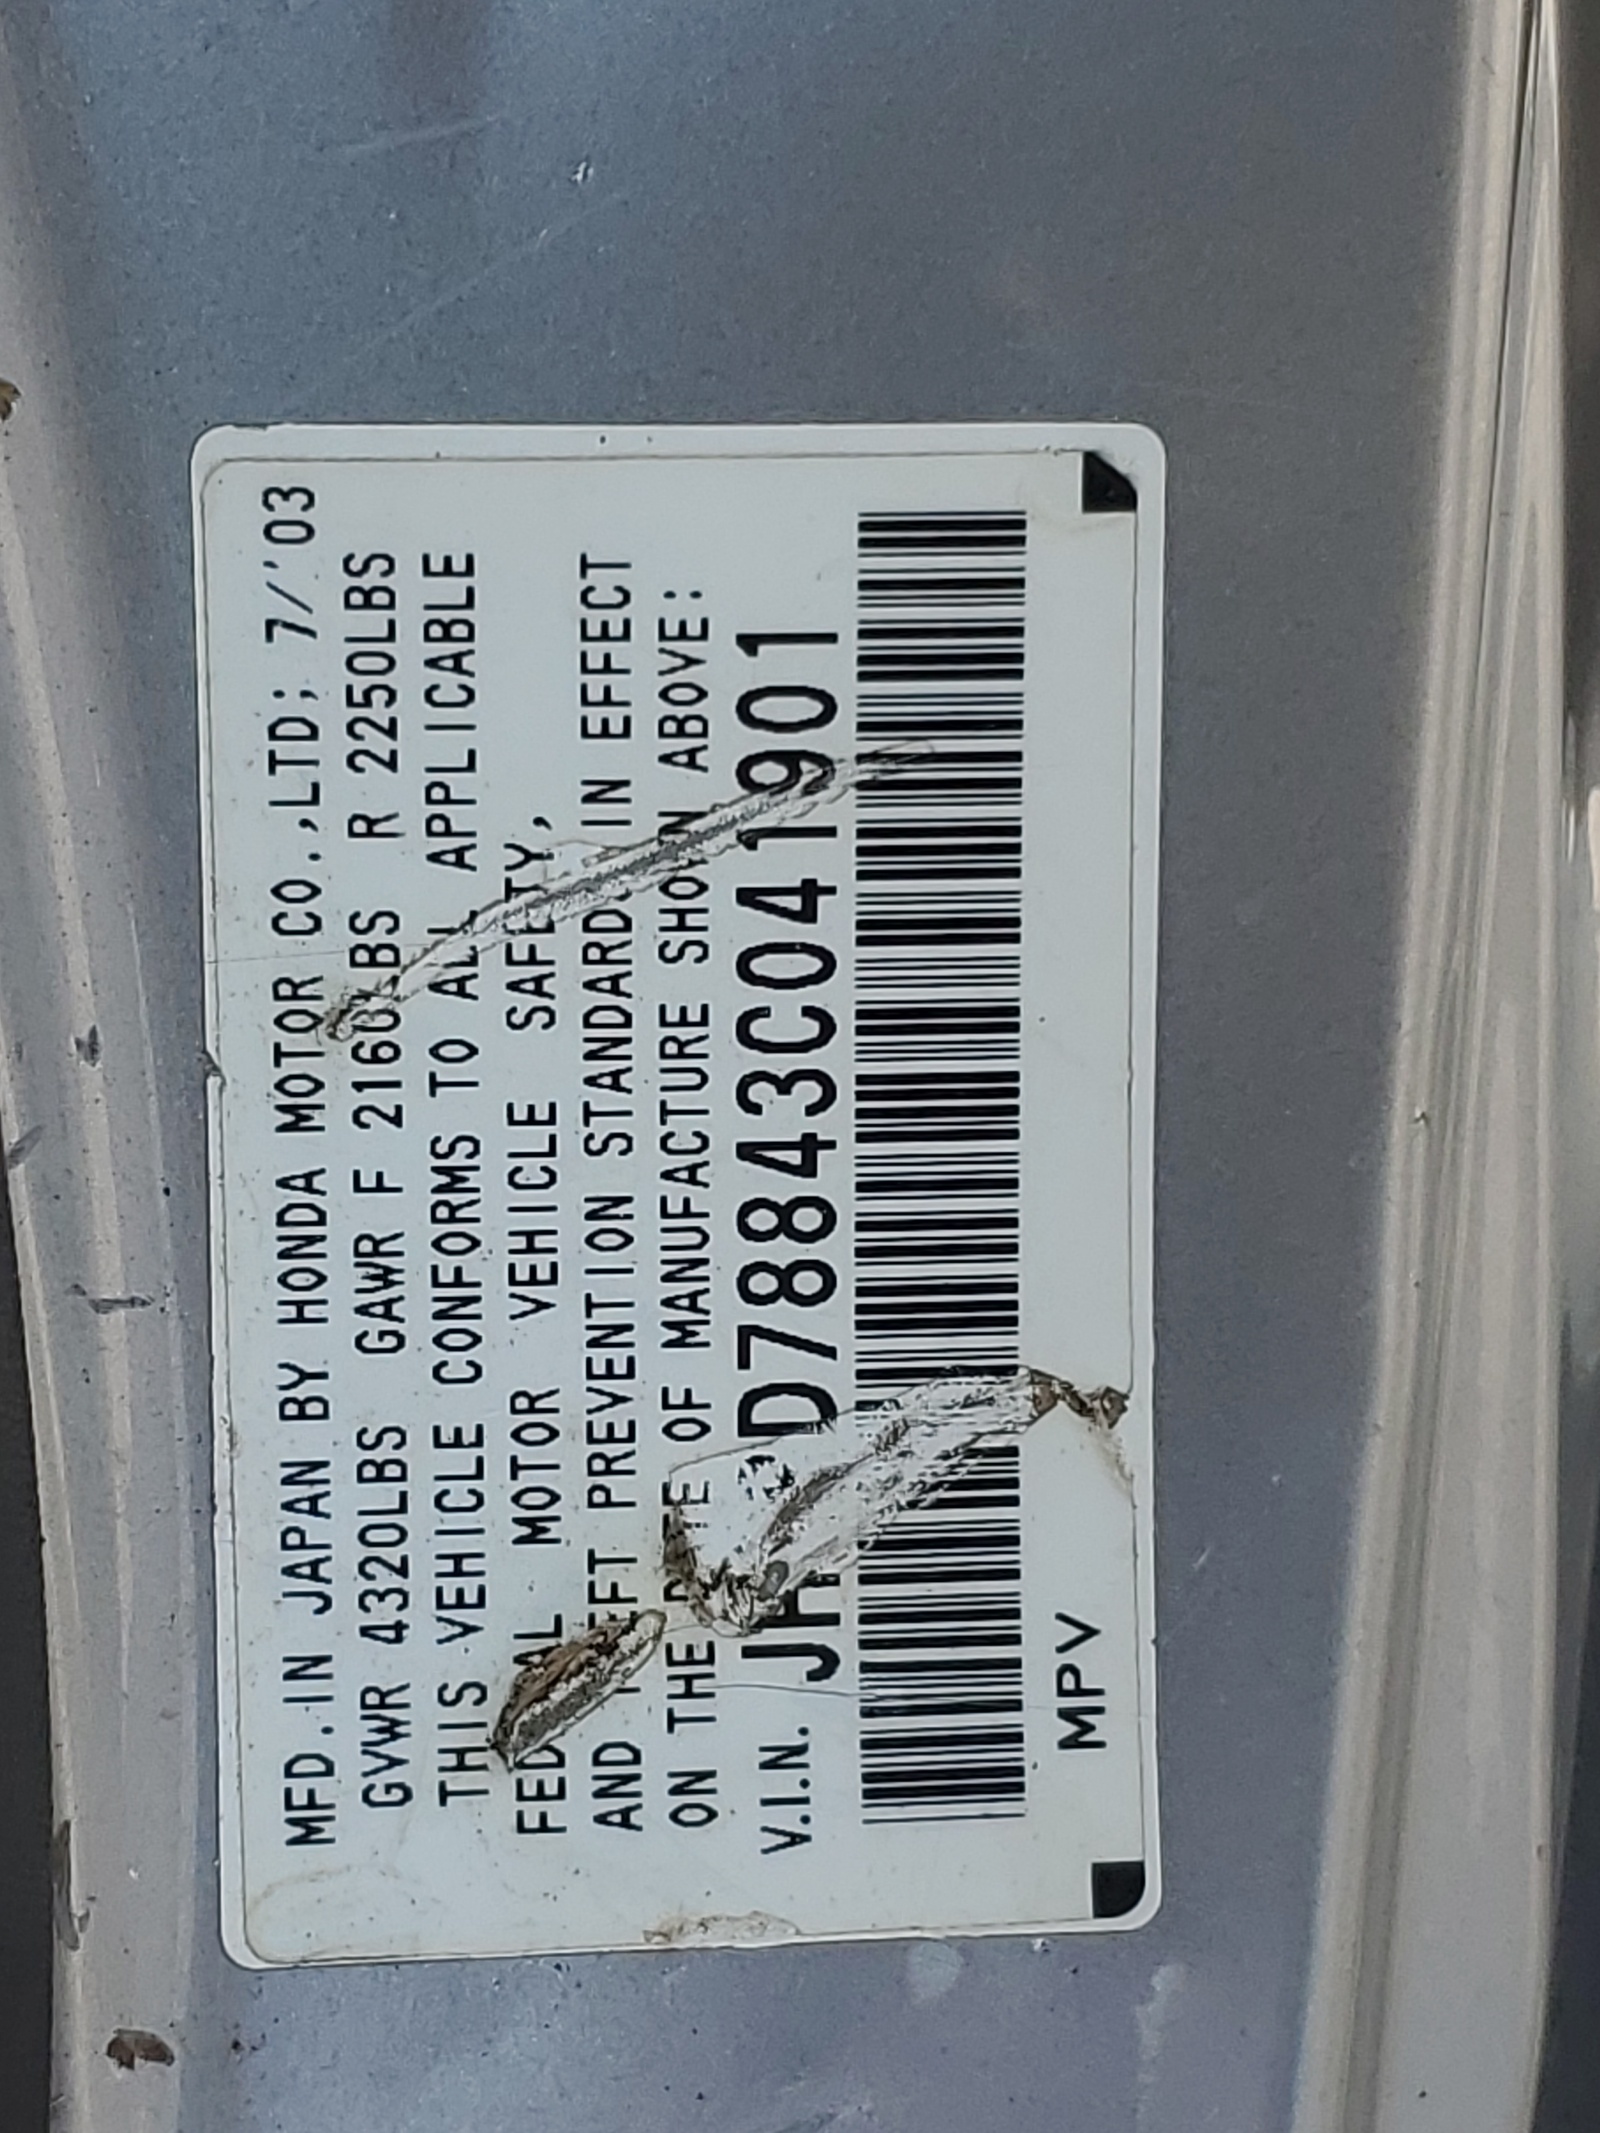 MFD.IN JAPAN BY HONDA MOTOR CO.,LTD; 7/'03
GVWR 4320LBS GAWR F 2160LBS R 2250LBS
THIS VEHICLE CONFORMS TO ALL APPLICABLE
FEDERAL MOTOR VEHICLE SAFETY,
AND THEFT PREVENTION STANDARDS IN EFFECT
ON THE DATE OF MANUFACTURE SHOWN ABOVE:
V.I.N.
MPV